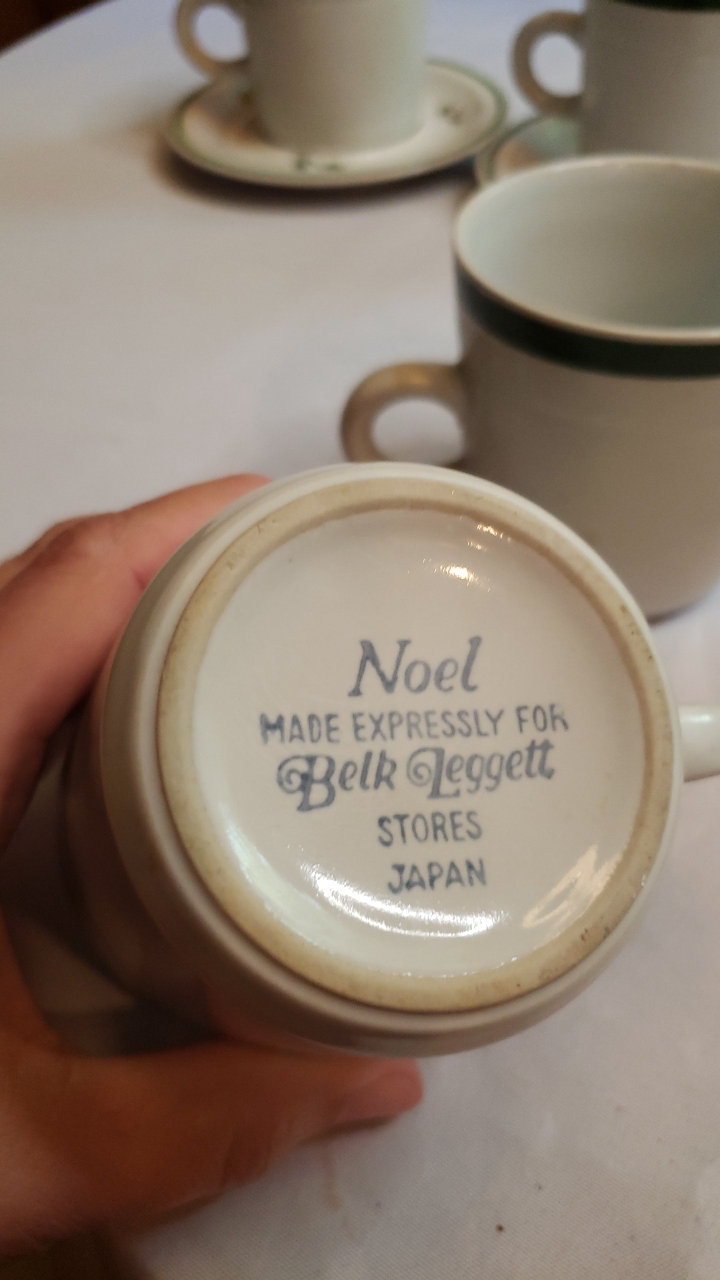 Noel
MADE EXPRESSLY FOR
Belk Leggett
STORES
JAPAN